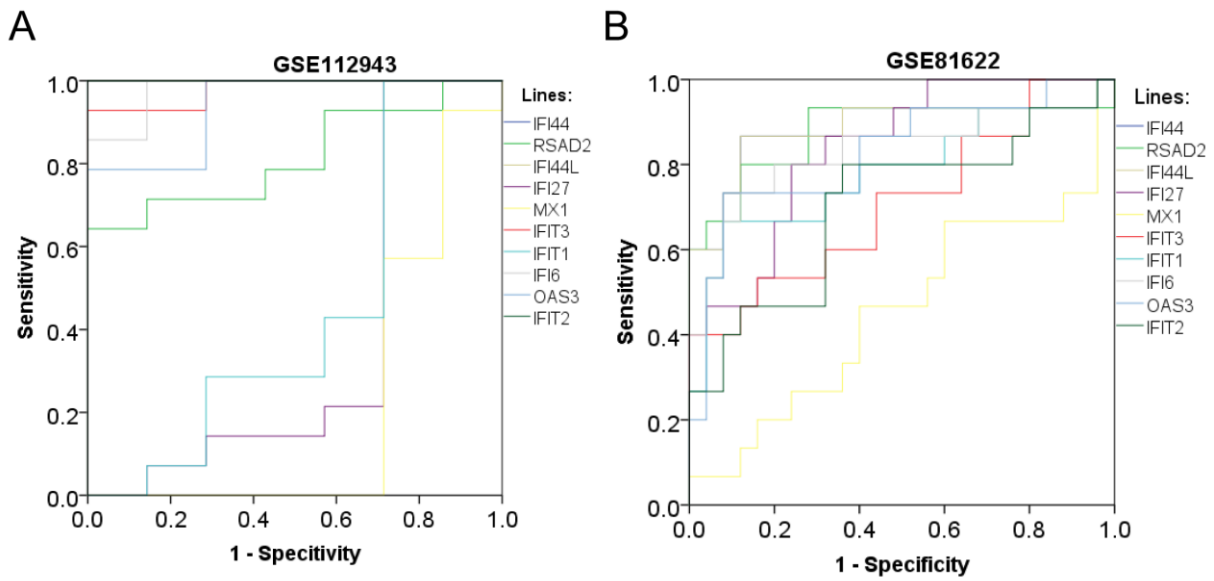 A
GSE112943
Sensitivity
1.0
0.8
0.6
0.4
0.2
0.0
0.0 0.2 0.4 0.6 0.8 1.0
1 - Specitivity
Lines:
IFI44
RSAD2
IFI44L
IFI27
MX1
IFIT3
IFIT1
IFI6
OAS3
IFIT2
B
GSE81622
Sensitivity
1.0
0.8
0.6
0.4
0.2
0.0
0.0 0.2 0.4 0.6 0.8 1.0
1 - Specificity
Lines:
IFI44
RSAD2
IFI44L
IFI27
MX1
IFIT3
IFIT1
IFI6
OAS3
IFIT2